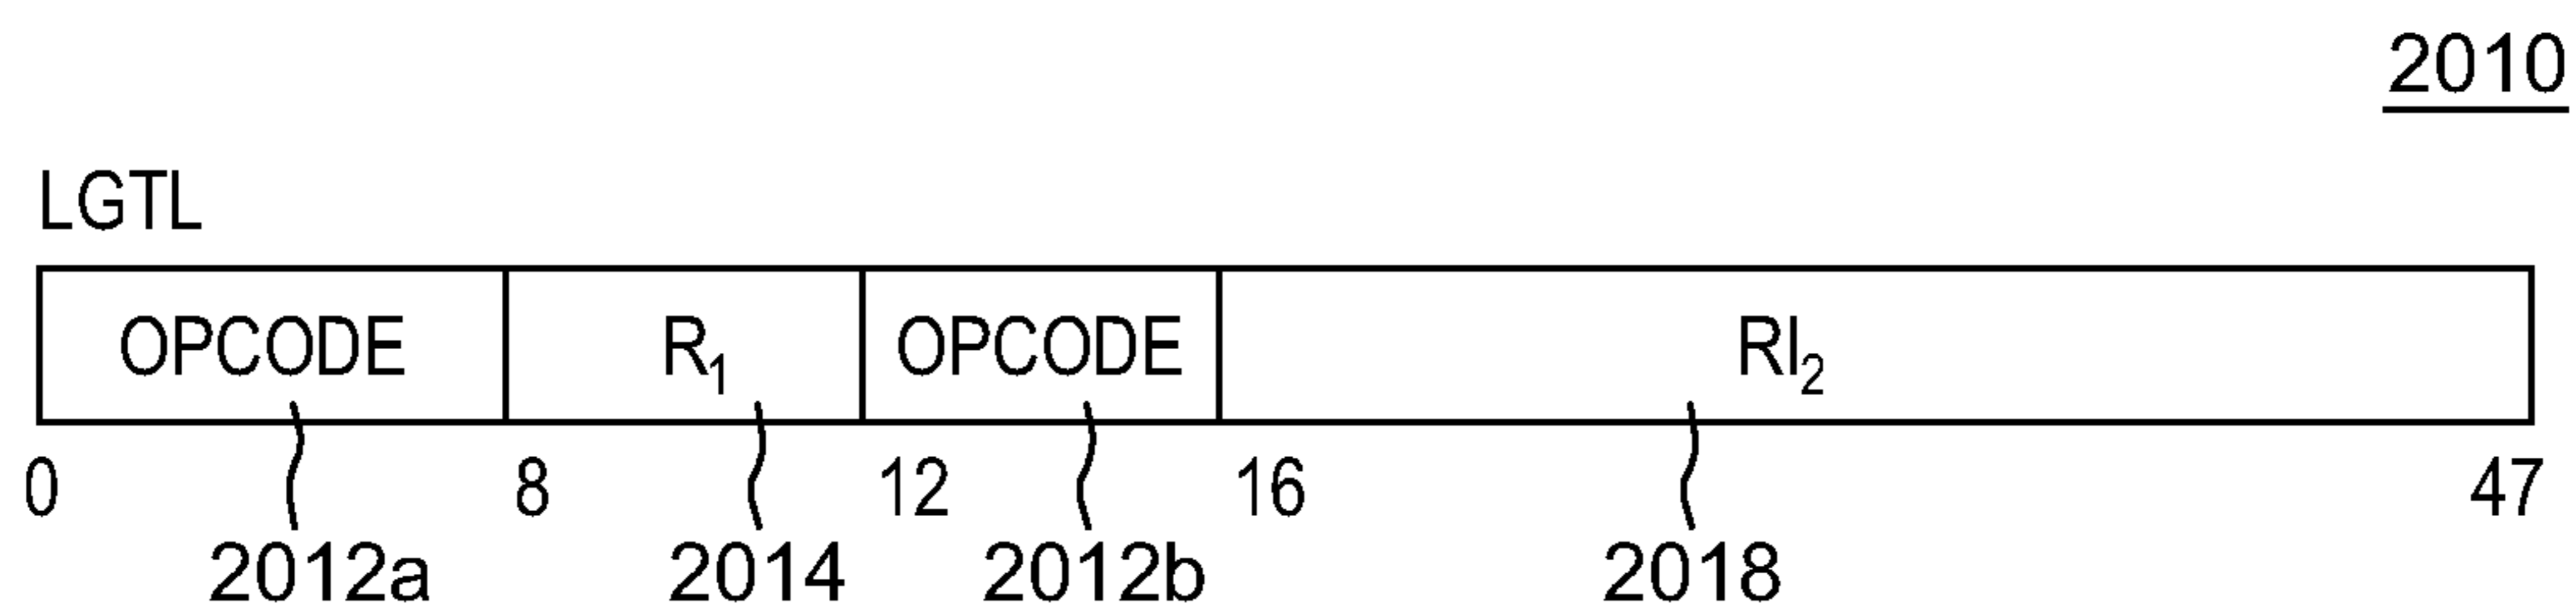 2010
LGTL
OPCODE R₁ OPCODE RI₂
0 8 12 16 47
2012a 2014 2012b 2018